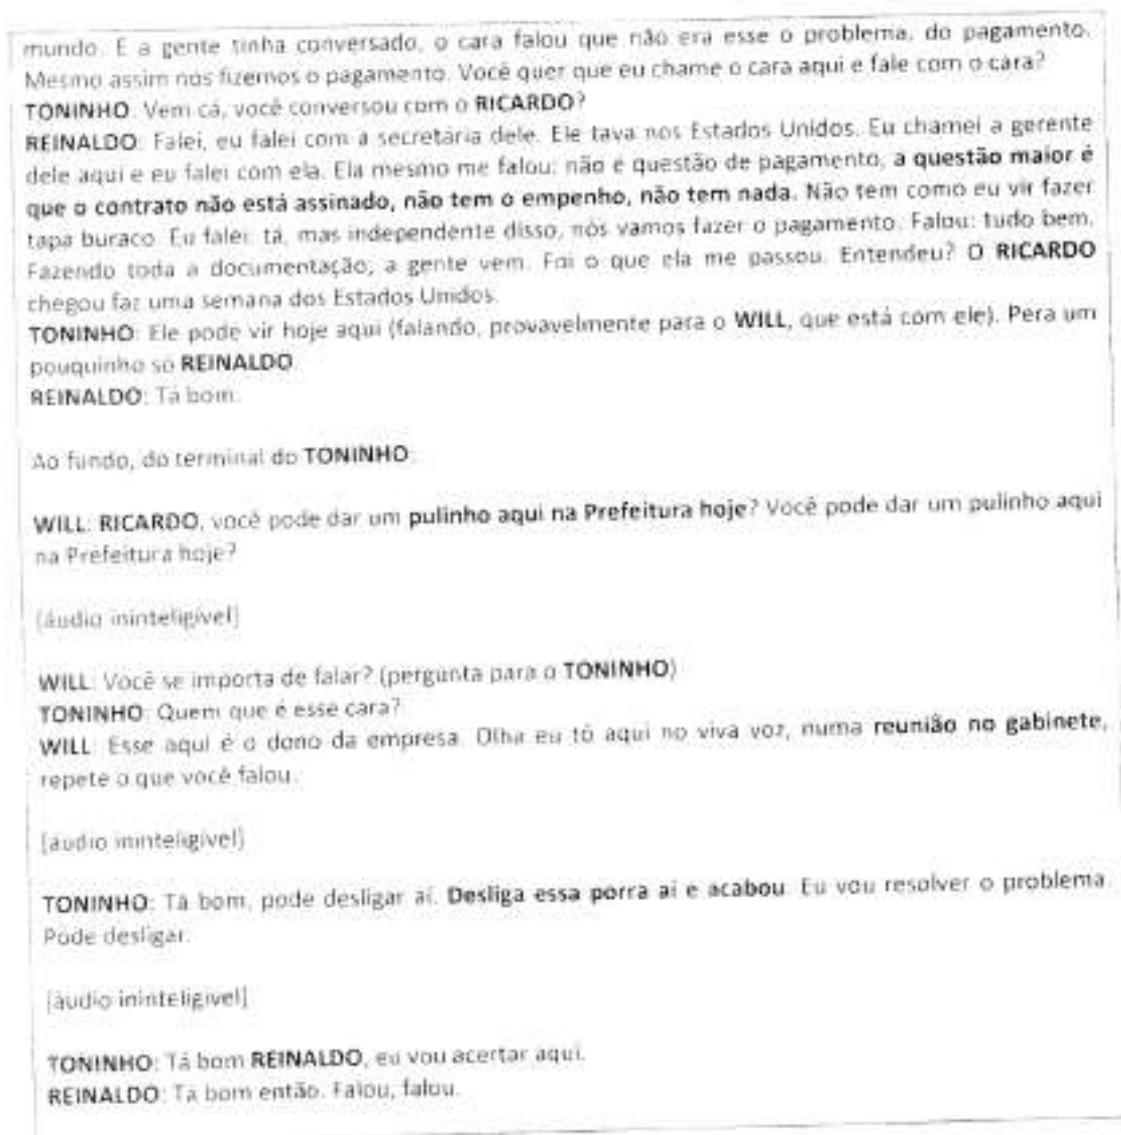 mundo. E a gente tinha conversado, o cara falou que não era esse o problema, do pagamento.
Mesmo assim nós fizemos o pagamento. Você quer que eu chame o cara aqui e fale com o cara?
TONINHO: Vem cá, você conversou com o RICARDO?
REINALDO: Falei, eu falei com a secretária dele. Ele tava nos Estados Unidos. Eu chamei a gerente
dele aqui e eu falei com ela. Ela mesmo me falou: não é questão de pagamento, a questão maior é
que o contrato não está assinado, não tem o empenho, não tem nada. Não tem como eu vir fazer
tapa buraco. Eu falei: tá, mas independente disso, nós vamos fazer o pagamento. Falou: tudo bem.
Fazendo toda a documentação, a gente vem. Foi o que ela me passou. Entendeu? O RICARDO
chegou faz uma semana dos Estados Unidos.
TONINHO: Ele pode vir hoje aqui (falando, provavelmente para o WILL, que está com ele). Pera um
pouquinho só REINALDO.
REINALDO: Tá bom.
Ao fundo, do terminal do TONINHO:
WILL: RICARDO, você pode dar um pulinho aqui na Prefeitura hoje? Você pode dar um pulinho aqui
na Prefeitura hoje?
[áudio ininteligível]
WILL: Você se importa de falar? (pergunta para o TONINHO)
TONINHO: Quem que é esse cara?
WILL: Esse aqui é o dono da empresa. Olha eu tô aqui no viva voz, numa reunião no gabinete,
repete o que você falou.
[áudio ininteligível]
TONINHO: Tá bom, pode desligar aí. Desliga essa porra aí e acabou. Eu vou resolver o problema.
Pode desligar.
[áudio ininteligível]
TONINHO: Tá bom REINALDO, eu vou acertar aqui.
REINALDO: Tá bom então. Falou, falou.